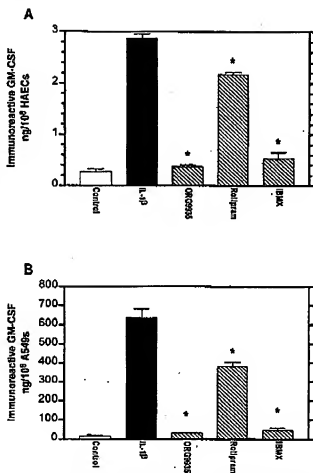 A
Immunoreactive GM-CSF
ng/10⁶ HAECs
3
2
1
0
*
*
*
Control
IL-1β
ORG9935
Rolipram
IBMX
B
Immunoreactive GM-CSF
ng/10⁶ A549s
800
700
600
500
400
300
200
100
0
*
*
*
Control
IL-1β
ORG9935
Rolipram
IBMX